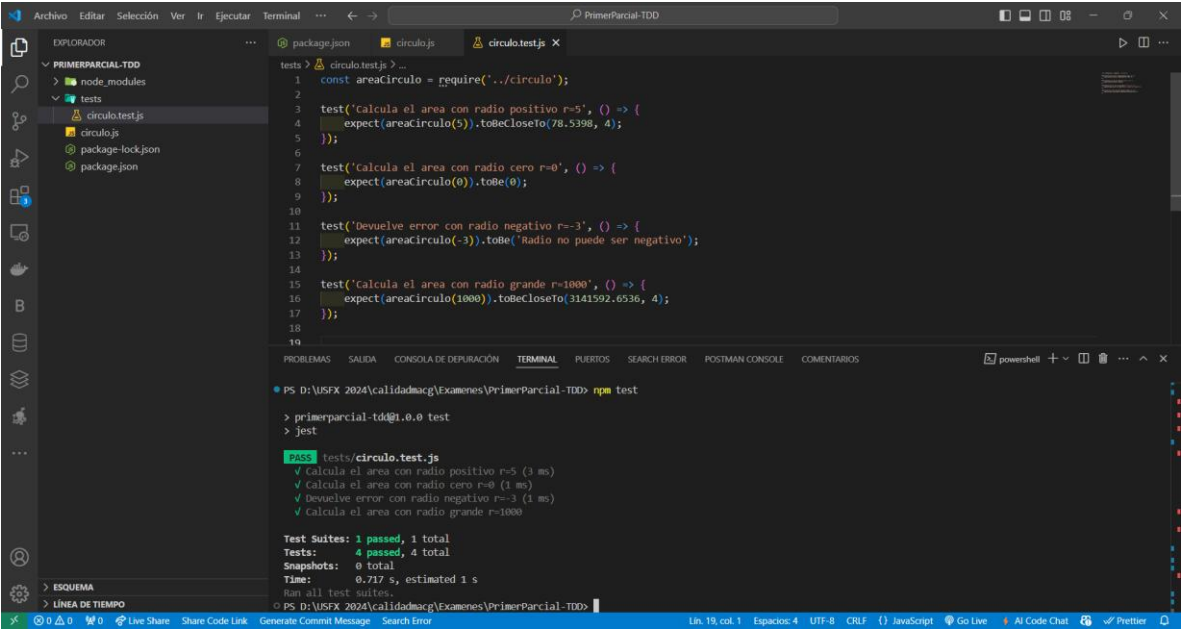 Archivo Editar Selección Ver Ir Ejecutar Terminal ··· PrimerParcial-TDD
EXPLORADOR ···
PRIMERPARCIAL-TDD
node_modules
tests
circulo.test.js
circulo.js
package-lock.json
package.json
ESQUEMA
LÍNEA DE TIEMPO
package.json circulo.js circulo.test.js
tests > circulo.test.js > ...
1 const areaCirculo = require('../circulo');
2
3 test('Calcula el area con radio positivo r=5', () => {
4 expect(areaCirculo(5)).toBeCloseTo(78.5398, 4);
5 });
6
7 test('Calcula el area con radio cero r=0', () => {
8 expect(areaCirculo(0)).toBe(0);
9 });
10
11 test('Devuelve error con radio negativo r=-3', () => {
12 expect(areaCirculo(-3)).toBe('Radio no puede ser negativo');
13 });
14
15 test('Calcula el area con radio grande r=1000', () => {
16 expect(areaCirculo(1000)).toBeCloseTo(3141592.6536, 4);
17 });
18
19
PROBLEMAS SALIDA CONSOLA DE DEPURACIÓN TERMINAL PUERTOS SEARCH ERROR POSTMAN CONSOLE COMENTARIOS powershell
PS D:\USFX 2024\calidadmacg\Examenes\PrimerParcial-TDD> npm test
> primerparcial-tdd@1.0.0 test
> jest
PASS tests/circulo.test.js
√ Calcula el area con radio positivo r=5 (3 ms)
√ Calcula el area con radio cero r=0 (1 ms)
√ Devuelve error con radio negativo r=-3 (1 ms)
√ Calcula el area con radio grande r=1000
Test Suites: 1 passed, 1 total
Tests: 4 passed, 4 total
Snapshots: 0 total
Time: 0.717 s, estimated 1 s
Ran all test suites.
PS D:\USFX 2024\calidadmacg\Examenes\PrimerParcial-TDD>
0 0 0 Live Share Share Code Link Generate Commit Message Search Error Lín. 19, col. 1 Espacios: 4 UTF-8 CRLF {} JavaScript Go Live AI Code Chat Prettier